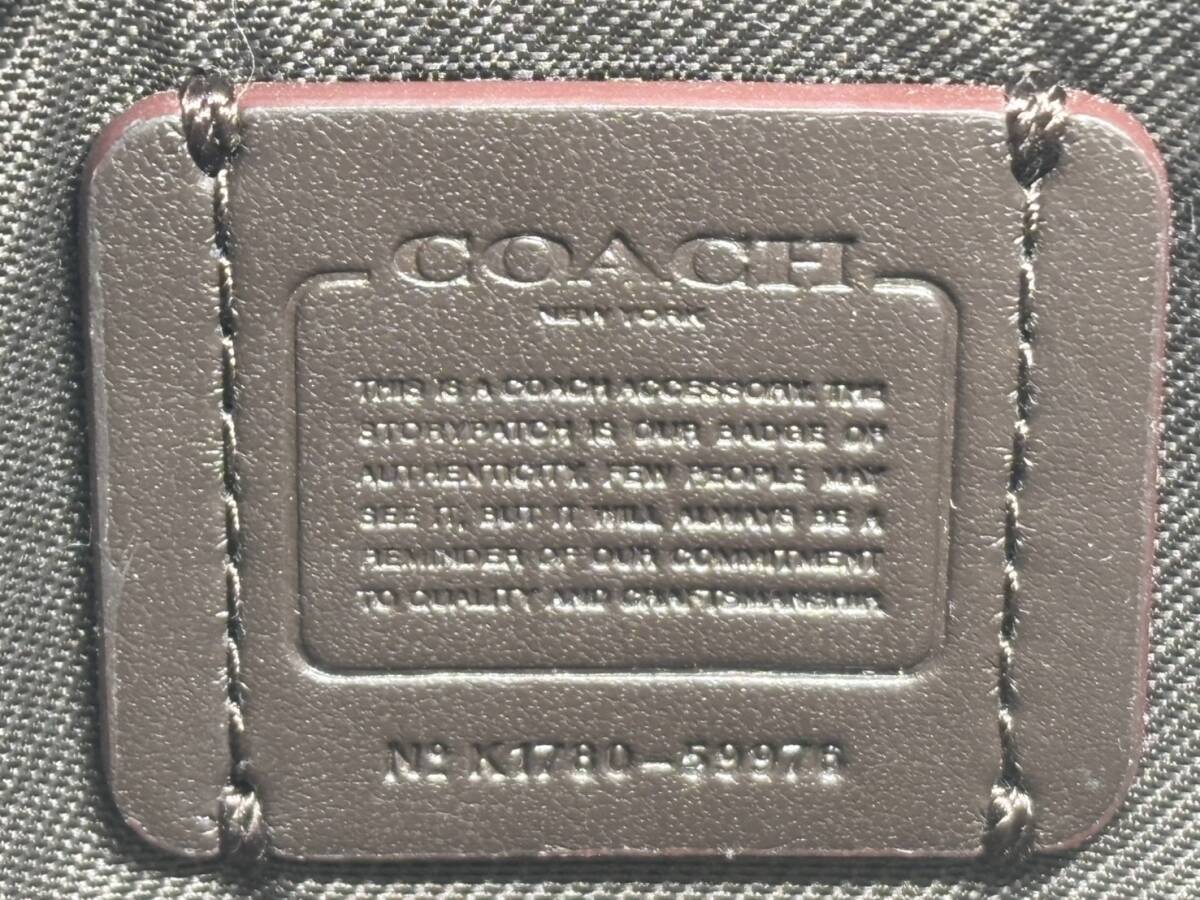 COACH
NEW YORK
THIS IS A COACH ACCESSORY. THE
STORYPATCH IS OUR BADGE OF
AUTHENTICITY. FEW PEOPLE MAY
SEE IT, BUT IT WILL ALWAYS BE A
REMINDER OF OUR COMMITMENT
TO QUALITY AND CRAFTSMANSHIP.
Nº K1780-59978